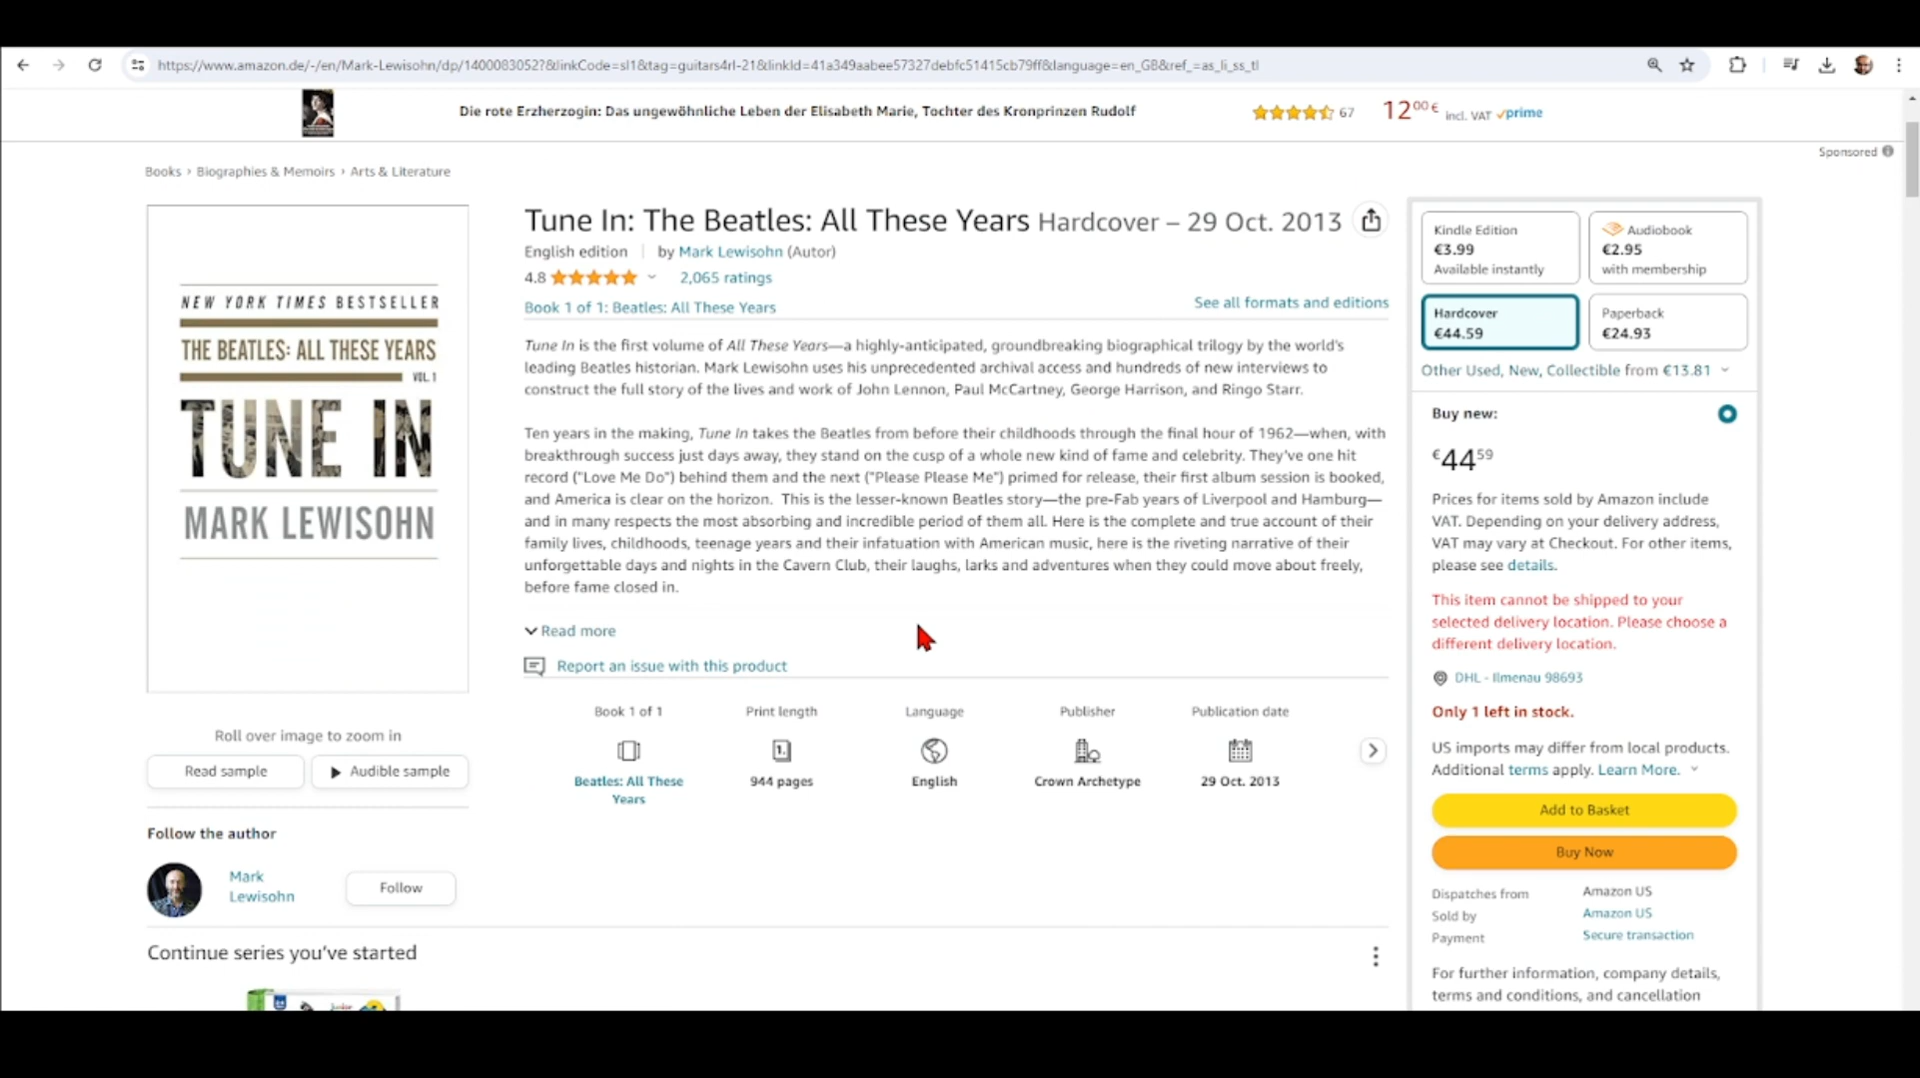 https://www.amazon.de/-/en/Mark-Lewisohn/dp/1400083052?&linkCode=sl1&tag=guitars4rl-21&linkId=41a349aabee57327debfc51415cb79ff&language=en_GB&ref_=as_li_ss_tl
Die rote Erzherzogin: Das ungewöhnliche Leben der Elisabeth Marie, Tochter des Kronprinzen Rudolf
67
1200€ incl. VAT prime
Sponsored
Books › Biographies & Memoirs › Arts & Literature
NEW YORK TIMES BESTSELLER
THE BEATLES: ALL THESE YEARS
VOL.1
TUNE IN
MARK LEWISOHN
Roll over image to zoom in
Read sample
Audible sample
Follow the author
Mark
Lewisohn
Follow
Tune In: The Beatles: All These Years Hardcover – 29 Oct. 2013
English edition | by Mark Lewisohn (Autor)
4.8
2,065 ratings
Book 1 of 1: Beatles: All These Years
See all formats and editions
Tune In is the first volume of All These Years—a highly-anticipated, groundbreaking biographical trilogy by the world's
leading Beatles historian. Mark Lewisohn uses his unprecedented archival access and hundreds of new interviews to
construct the full story of the lives and work of John Lennon, Paul McCartney, George Harrison, and Ringo Starr.
Ten years in the making, Tune In takes the Beatles from before their childhoods through the final hour of 1962—when, with
breakthrough success just days away, they stand on the cusp of a whole new kind of fame and celebrity. They've one hit
record ("Love Me Do") behind them and the next ("Please Please Me") primed for release, their first album session is booked,
and America is clear on the horizon. This is the lesser-known Beatles story—the pre-Fab years of Liverpool and Hamburg—
and in many respects the most absorbing and incredible period of them all. Here is the complete and true account of their
family lives, childhoods, teenage years and their infatuation with American music, here is the riveting narrative of their
unforgettable days and nights in the Cavern Club, their laughs, larks and adventures when they could move about freely,
before fame closed in.
Read more
Report an issue with this product
Book 1 of 1
Beatles: All These
Years
Print length
1.
944 pages
Language
English
Publisher
Crown Archetype
Publication date
29 Oct. 2013
Continue series you've started
Kindle Edition
€3.99
Available instantly
Audiobook
€2.95
with membership
Hardcover
€44.59
Paperback
€24.93
Other Used, New, Collectible from €13.81
Buy new:
€4459
Prices for items sold by Amazon include
VAT. Depending on your delivery address,
VAT may vary at Checkout. For other items,
please see details.
This item cannot be shipped to your
selected delivery location. Please choose a
different delivery location.
DHL - Ilmenau 98693
Only 1 left in stock.
US imports may differ from local products.
Additional terms apply. Learn More.
Add to Basket
Buy Now
Dispatches from Amazon US
Sold by Amazon US
Payment Secure transaction
For further information, company details,
terms and conditions, and cancellation